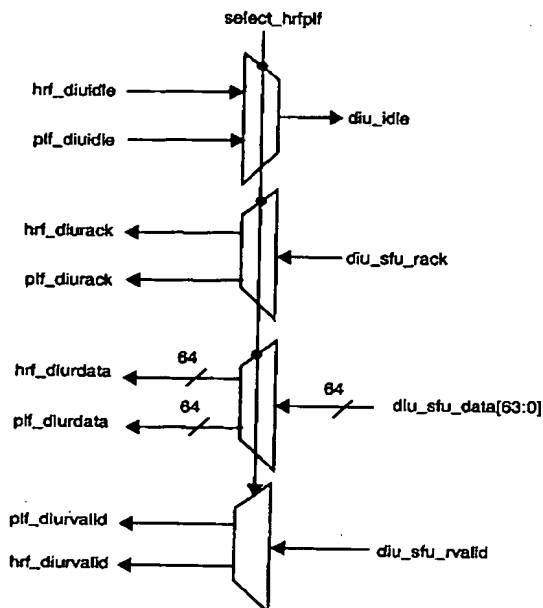 select_hrfplf
hrf_diuidle
plf_diuidle
diu_idle
hrf_diurack
plf_diurack
diu_sfu_rack
64
hrf_diurdata
64
plf_diurdata
64
diu_sfu_data[63:0]
plf_diurvalid
hrf_diurvalid
diu_sfu_rvalid